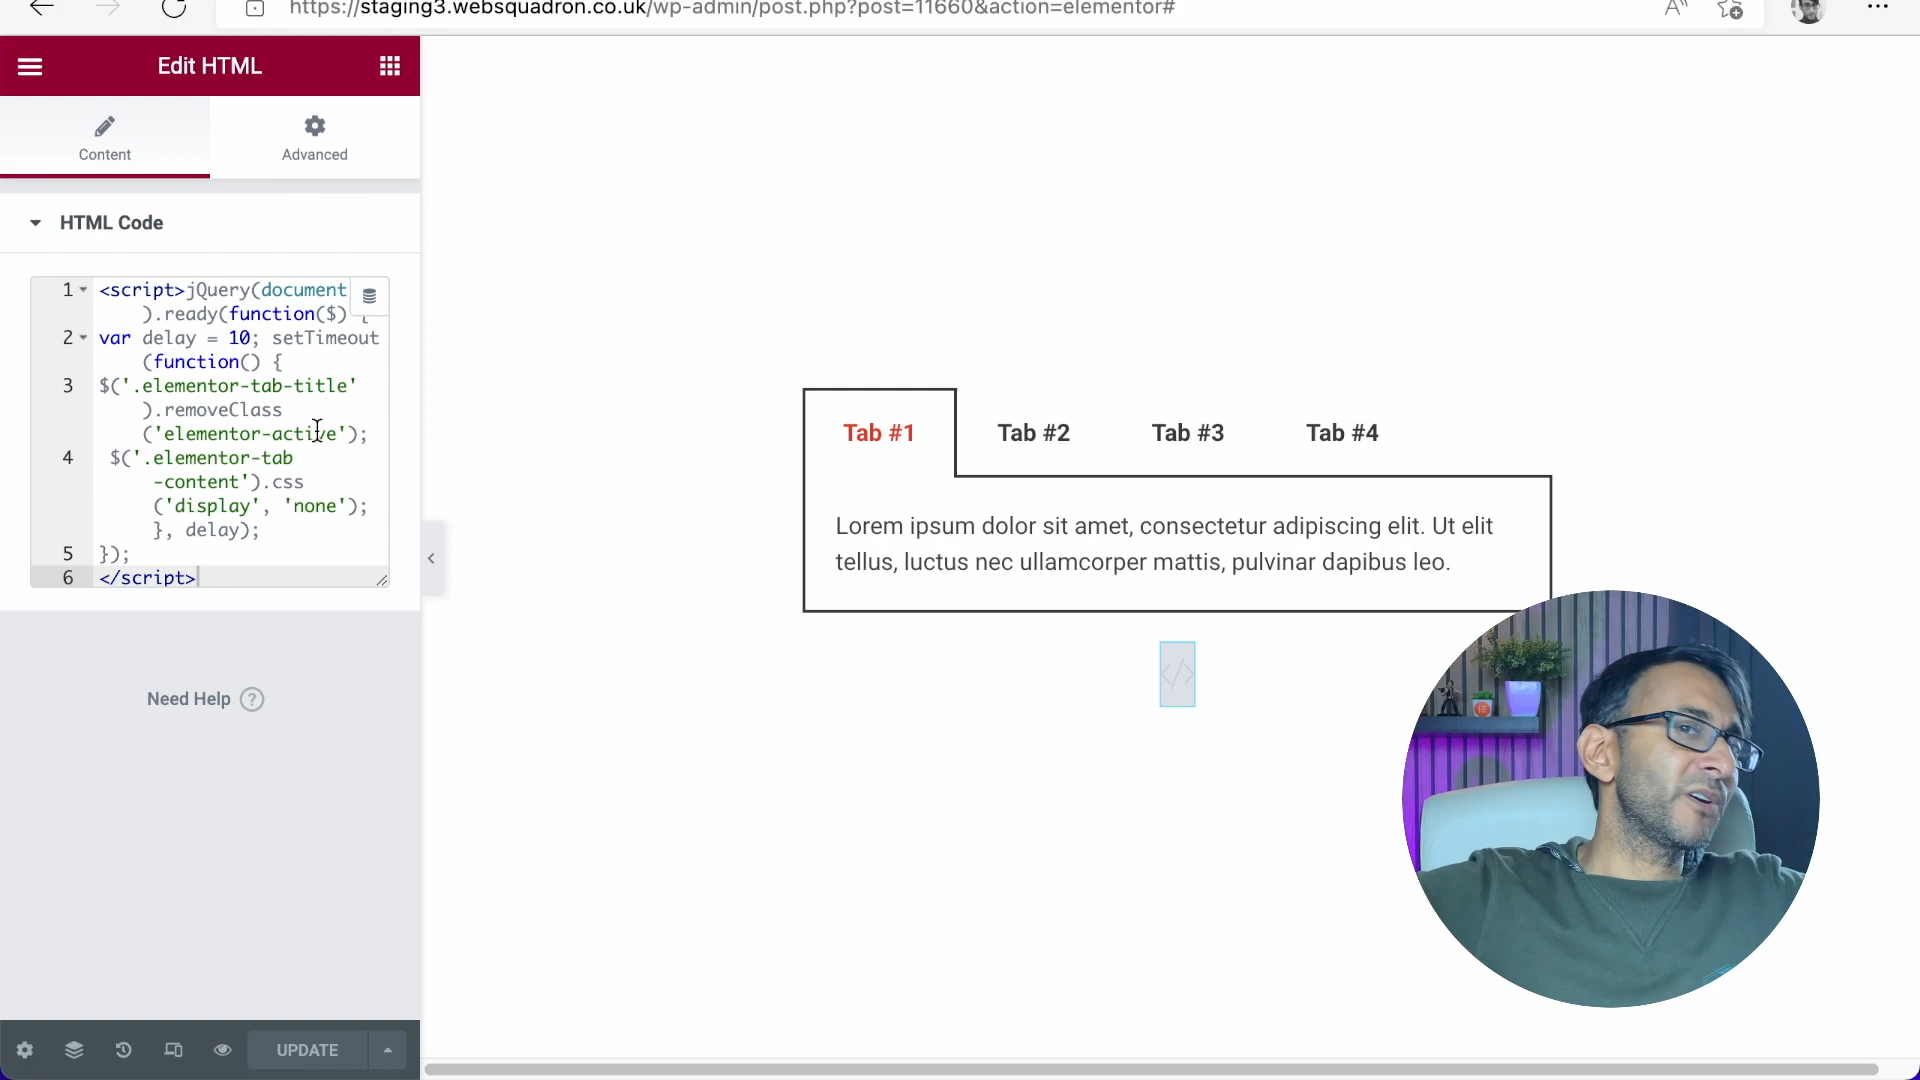 https://staging3.websquadron.co.uk/wp-admin/post.php?post=11660&action=elementor#
Edit HTML
Content
Advanced
HTML Code
1 <script>jQuery(document
).ready(function($) {
2 var delay = 10; setTimeout
(function() {
3 $('.elementor-tab-title'
).removeClass
('elementor-active');
4 $('.elementor-tab
-content').css
('display', 'none');
}, delay);
5 });
6 </script>
Need Help ?
UPDATE
Tab #1 Tab #2 Tab #3 Tab #4
Lorem ipsum dolor sit amet, consectetur adipiscing elit. Ut elit
tellus, luctus nec ullamcorper mattis, pulvinar dapibus leo.
</>